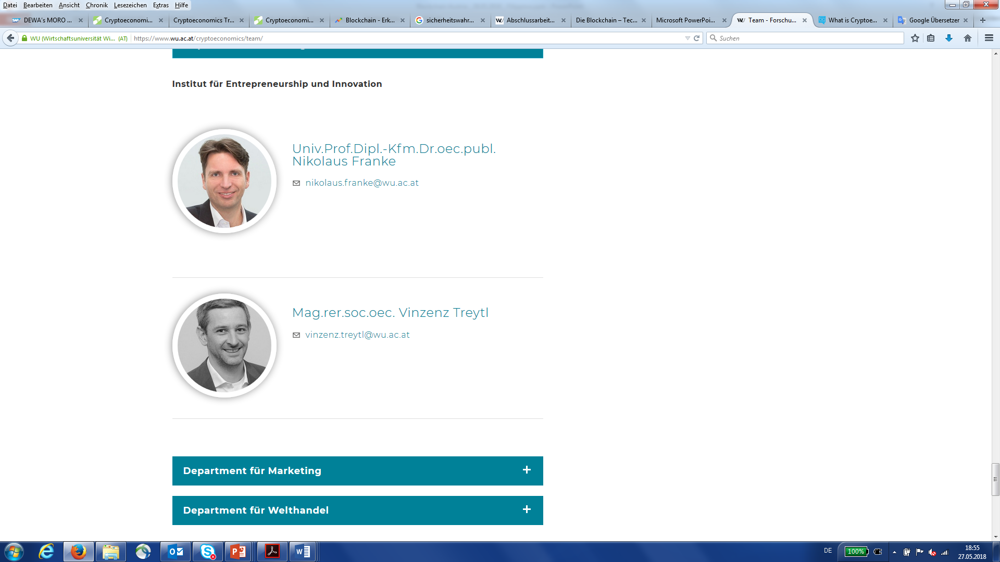 Datei Bearbeiten Ansicht Chronik Lesezeichen Extras Hilfe
DEWA's MORO ... Cryptoeconomi... Cryptoeconomics Tr... Cryptoeconomi... Blockchain - Erk... sicherheitswahr... Abschlussarbeit... Die Blockchain – Tec... Microsoft PowerPoi... Team - Forschu... What is Cryptoe... Google Übersetzer
WU (Wirtschaftsuniversität Wi... (AT) https://www.wu.ac.at/cryptoeconomics/team/ Suchen
Institut für Entrepreneurship und Innovation
Univ.Prof.Dipl.-Kfm.Dr.oec.publ.
Nikolaus Franke
nikolaus.franke@wu.ac.at
Mag.rer.soc.oec. Vinzenz Treytl
vinzenz.treytl@wu.ac.at
Department für Marketing
Department für Welthandel
DE 100% 18:55
27.05.2018